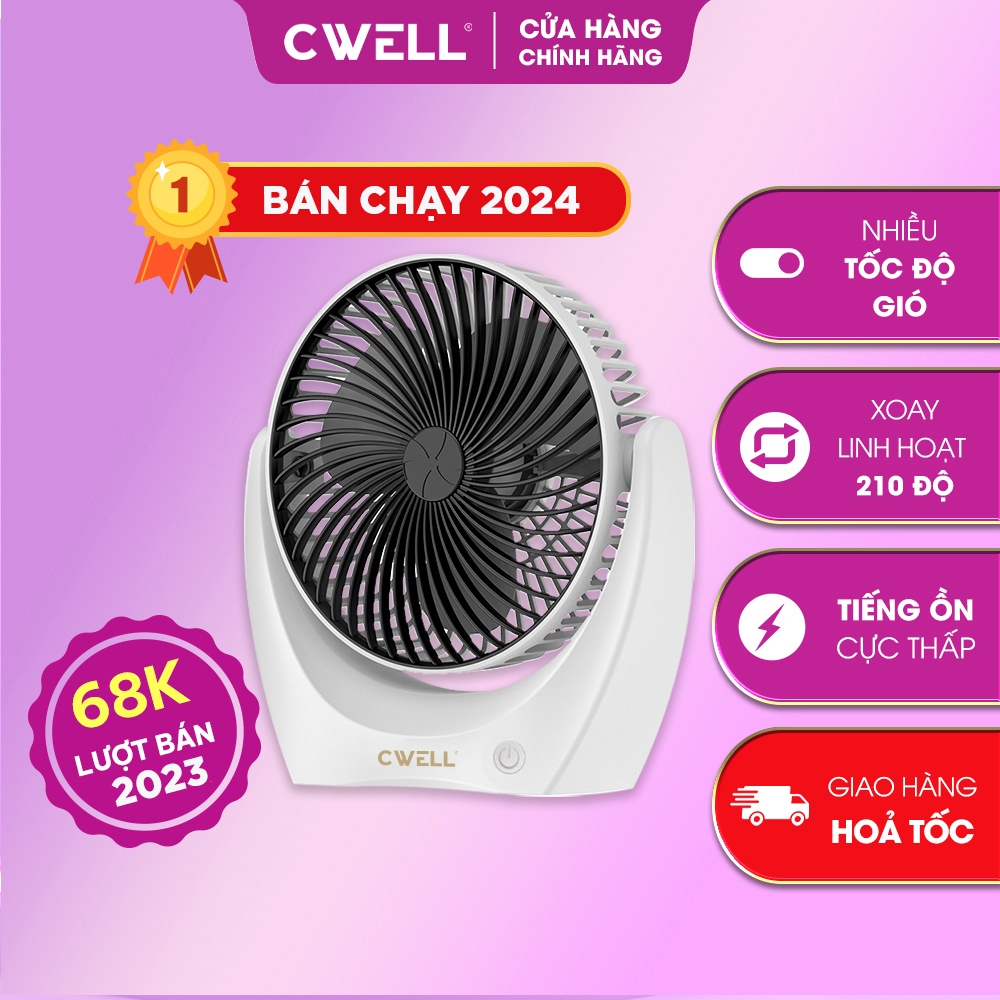 CWELL®
CỬA HÀNG
CHÍNH HÃNG
1
BÁN CHẠY 2024
NHIỀU
TỐC ĐỘ
GIÓ
XOAY
LINH HOẠT
210 ĐỘ
TIẾNG ỒN
CỰC THẤP
68K
LƯỢT BÁN
2023
CWELL®
GIAO HÀNG
HOẢ TỐC